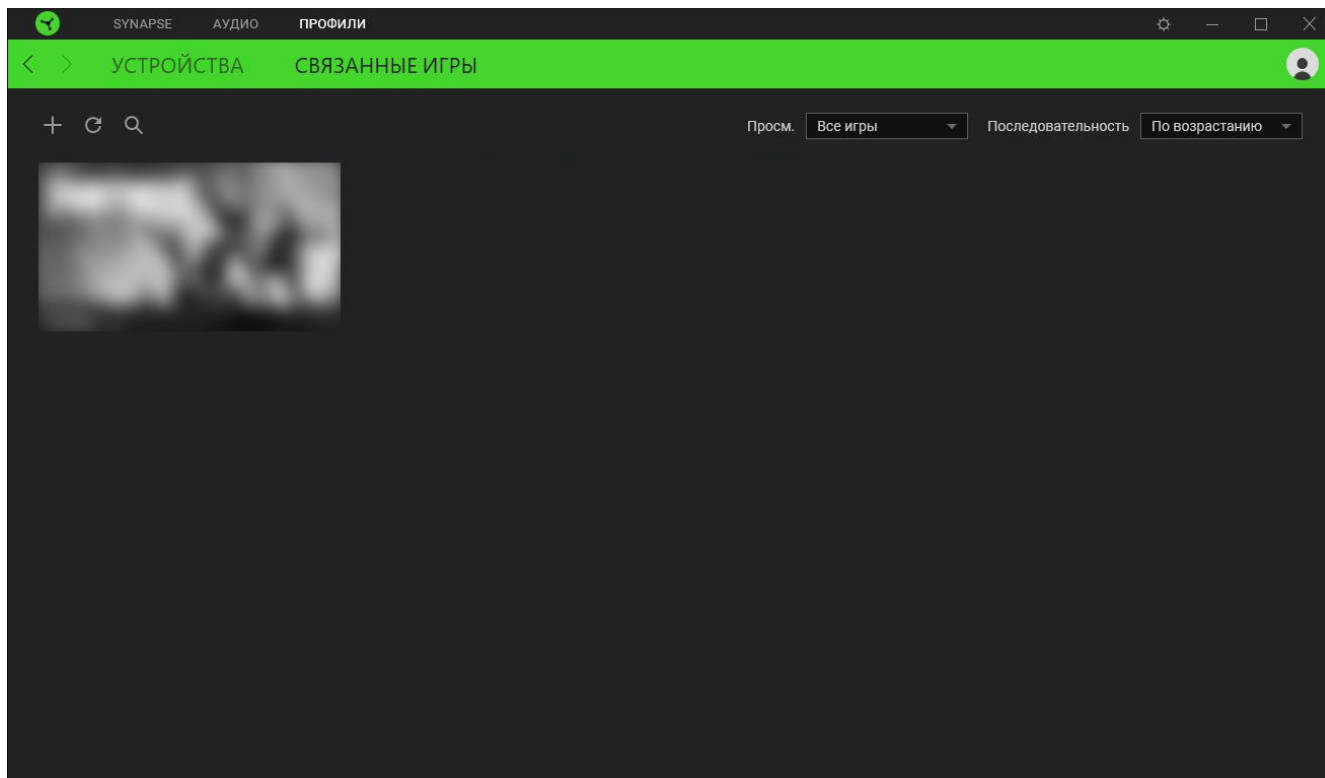 SYNAPSE АУДИО ПРОФИЛИ
УСТРОЙСТВА СВЯЗАННЫЕ ИГРЫ
Просм. Все игры Последовательность По возрастанию